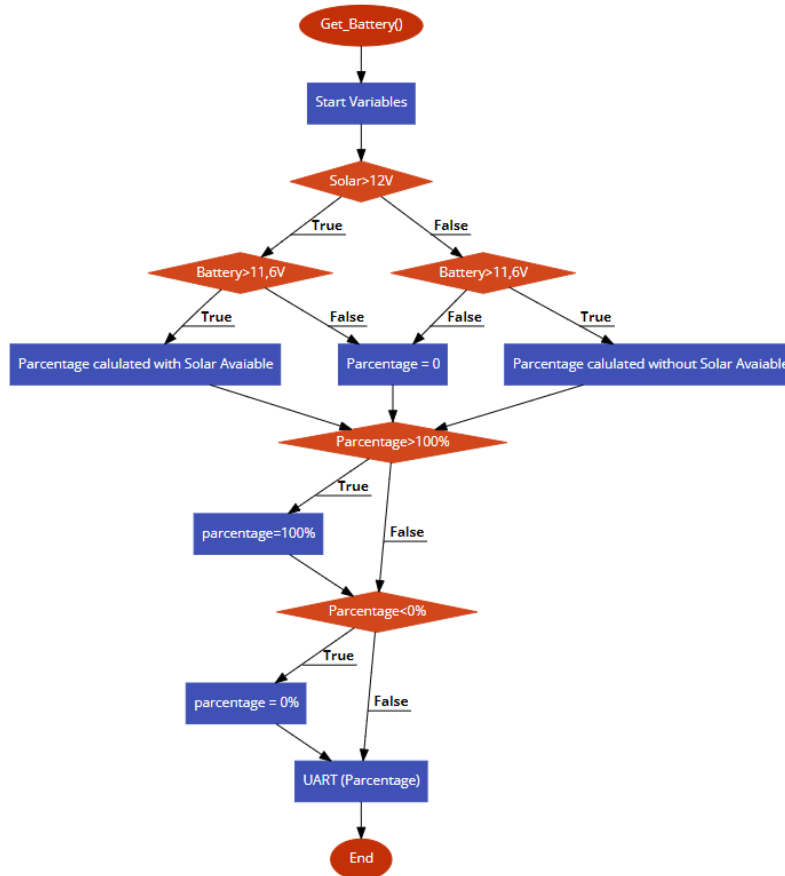 Get_Battery()
Start Variables
Solar>12V
True
False
Battery>11,6V
Battery>11,6V
True
False
False
True
Parcentage calulated with Solar Avaiable
Parcentage = 0
Parcentage calulated without Solar Avaiable
Parcentage>100%
True
parcentage=100%
False
Parcentage<0%
True
parcentage = 0%
False
UART (Parcentage)
End